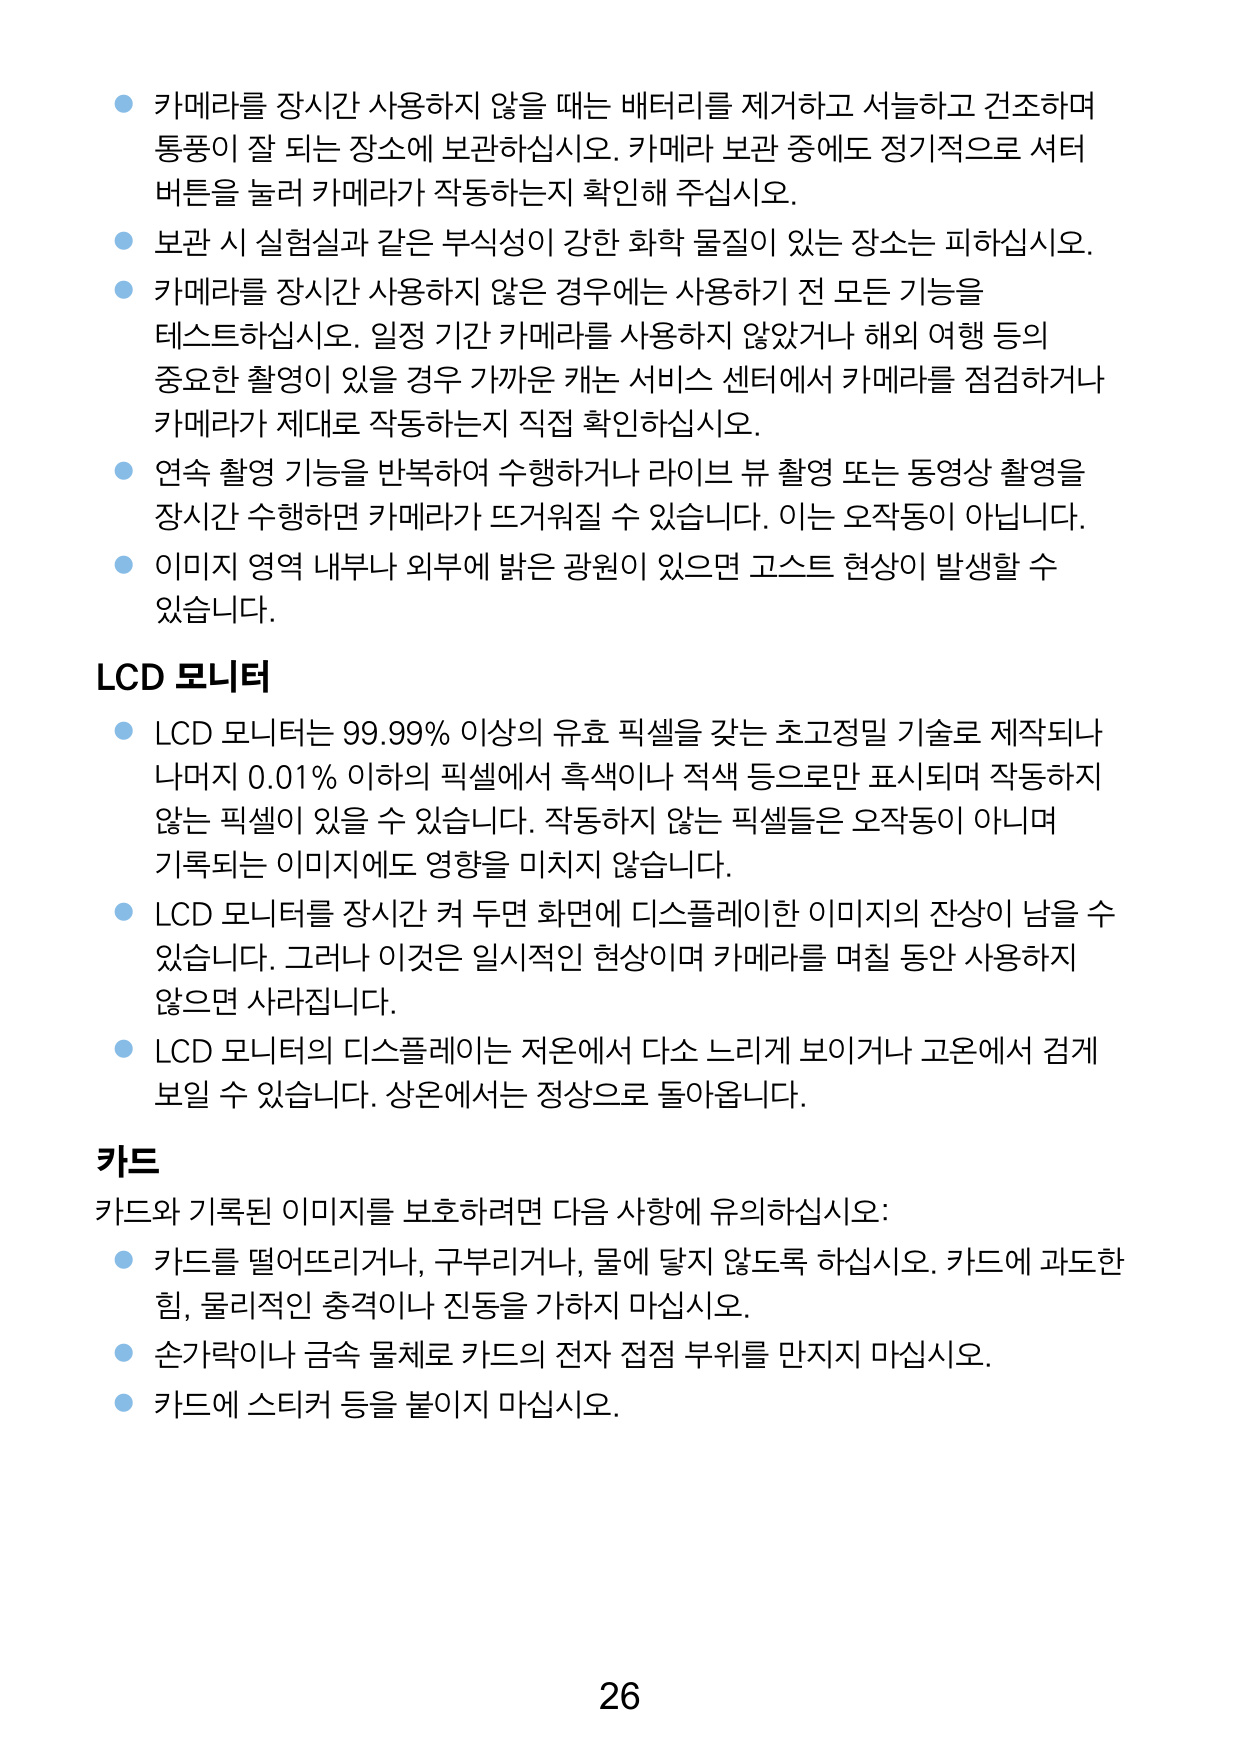 ● 카메라를 장시간 사용하지 않을 때는 배터리를 제거하고 서늘하고 건조하며
통풍이 잘 되는 장소에 보관하십시오. 카메라 보관 중에도 정기적으로 셔터
버튼을 눌러 카메라가 작동하는지 확인해 주십시오.
● 보관 시 실험실과 같은 부식성이 강한 화학 물질이 있는 장소는 피하십시오.
● 카메라를 장시간 사용하지 않은 경우에는 사용하기 전 모든 기능을
테스트하십시오. 일정 기간 카메라를 사용하지 않았거나 해외 여행 등의
중요한 촬영이 있을 경우 가까운 캐논 서비스 센터에서 카메라를 점검하거나
카메라가 제대로 작동하는지 직접 확인하십시오.
● 연속 촬영 기능을 반복하여 수행하거나 라이브 뷰 촬영 또는 동영상 촬영을
장시간 수행하면 카메라가 뜨거워질 수 있습니다. 이는 오작동이 아닙니다.
● 이미지 영역 내부나 외부에 밝은 광원이 있으면 고스트 현상이 발생할 수
있습니다.
LCD 모니터
● LCD 모니터는 99.99% 이상의 유효 픽셀을 갖는 초고정밀 기술로 제작되나
나머지 0.01% 이하의 픽셀에서 흑색이나 적색 등으로만 표시되며 작동하지
않는 픽셀이 있을 수 있습니다. 작동하지 않는 픽셀들은 오작동이 아니며
기록되는 이미지에도 영향을 미치지 않습니다.
● LCD 모니터를 장시간 켜 두면 화면에 디스플레이한 이미지의 잔상이 남을 수
있습니다. 그러나 이것은 일시적인 현상이며 카메라를 며칠 동안 사용하지
않으면 사라집니다.
● LCD 모니터의 디스플레이는 저온에서 다소 느리게 보이거나 고온에서 검게
보일 수 있습니다. 상온에서는 정상으로 돌아옵니다.
카드
카드와 기록된 이미지를 보호하려면 다음 사항에 유의하십시오:
● 카드를 떨어뜨리거나, 구부리거나, 물에 닿지 않도록 하십시오. 카드에 과도한
힘, 물리적인 충격이나 진동을 가하지 마십시오.
● 손가락이나 금속 물체로 카드의 전자 접점 부위를 만지지 마십시오.
● 카드에 스티커 등을 붙이지 마십시오.
26